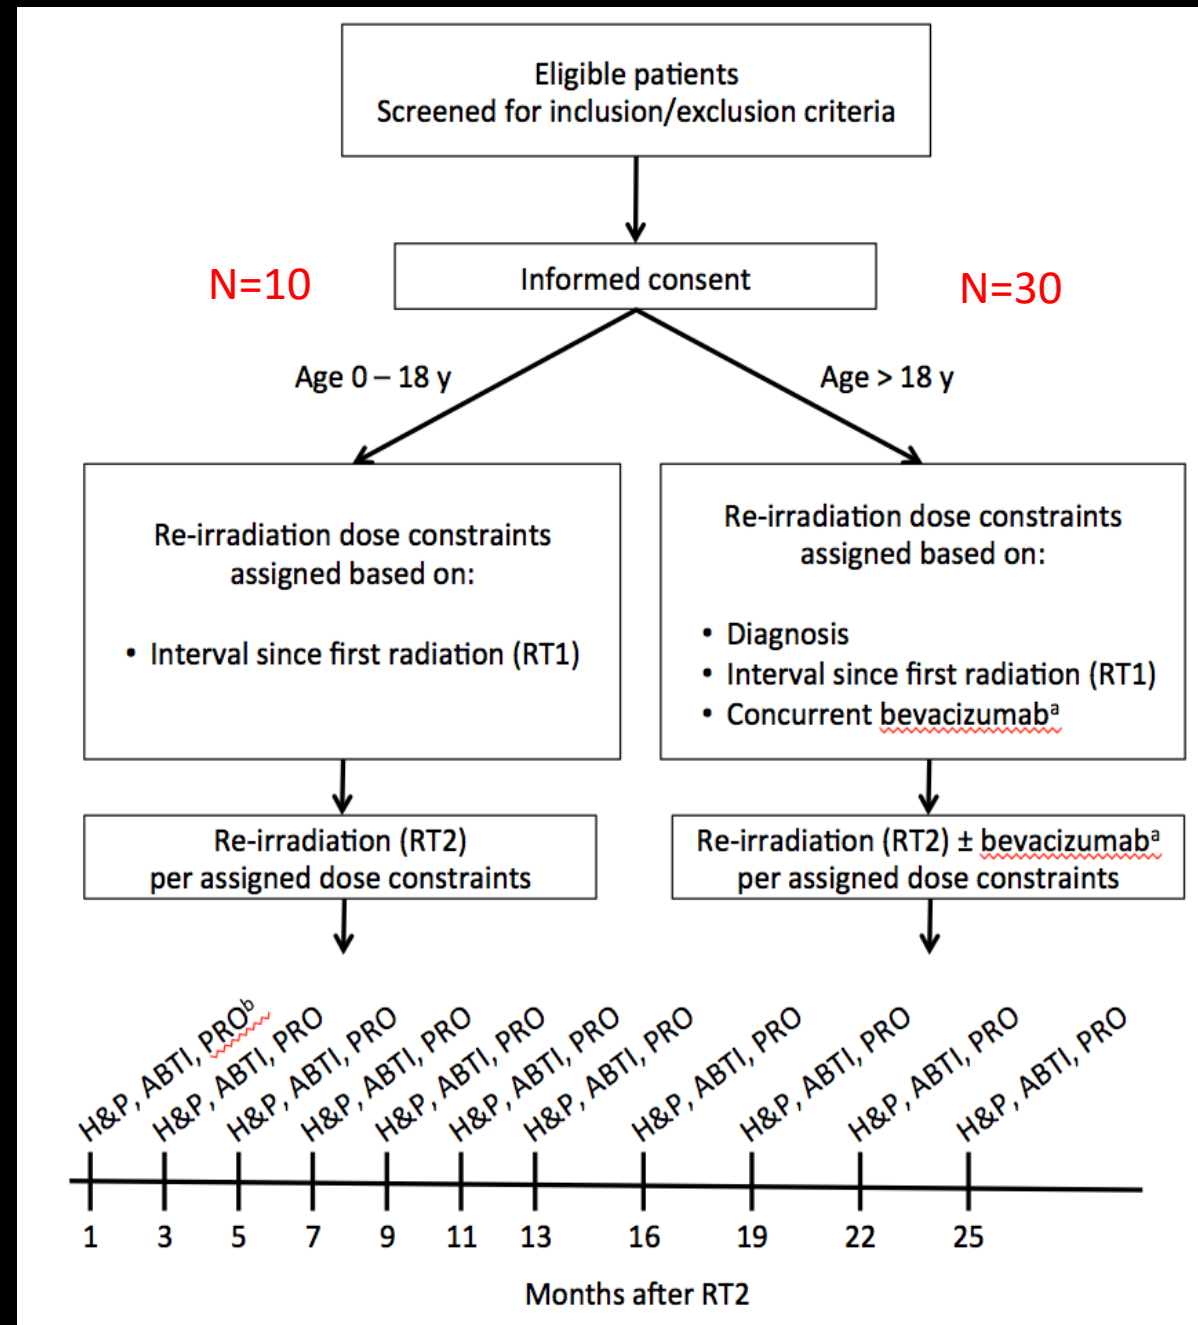 Eligible patients
Screened for inclusion/exclusion criteria
N=10
Informed consent
N=30
Age 0 – 18 y
Age > 18 y
Re-irradiation dose constraints
assigned based on:
• Interval since first radiation (RT1)
Re-irradiation dose constraints
assigned based on:
• Diagnosis
• Interval since first radiation (RT1)
• Concurrent bevacizumabᵃ
Re-irradiation (RT2)
per assigned dose constraints
Re-irradiation (RT2) ± bevacizumabᵃ
per assigned dose constraints
H&P, ABTI, PROᵇ
H&P, ABTI, PRO
H&P, ABTI, PRO
H&P, ABTI, PRO
H&P, ABTI, PRO
H&P, ABTI, PRO
H&P, ABTI, PRO
H&P, ABTI, PRO
H&P, ABTI, PRO
H&P, ABTI, PRO
H&P, ABTI, PRO
1 3 5 7 9 11 13 16 19 22 25
Months after RT2